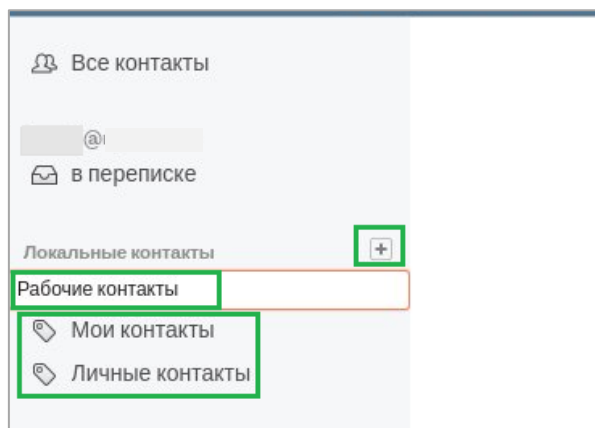 Все контакты
@
в переписке
Локальные контакты
Рабочие контакты
Мои контакты
Личные контакты